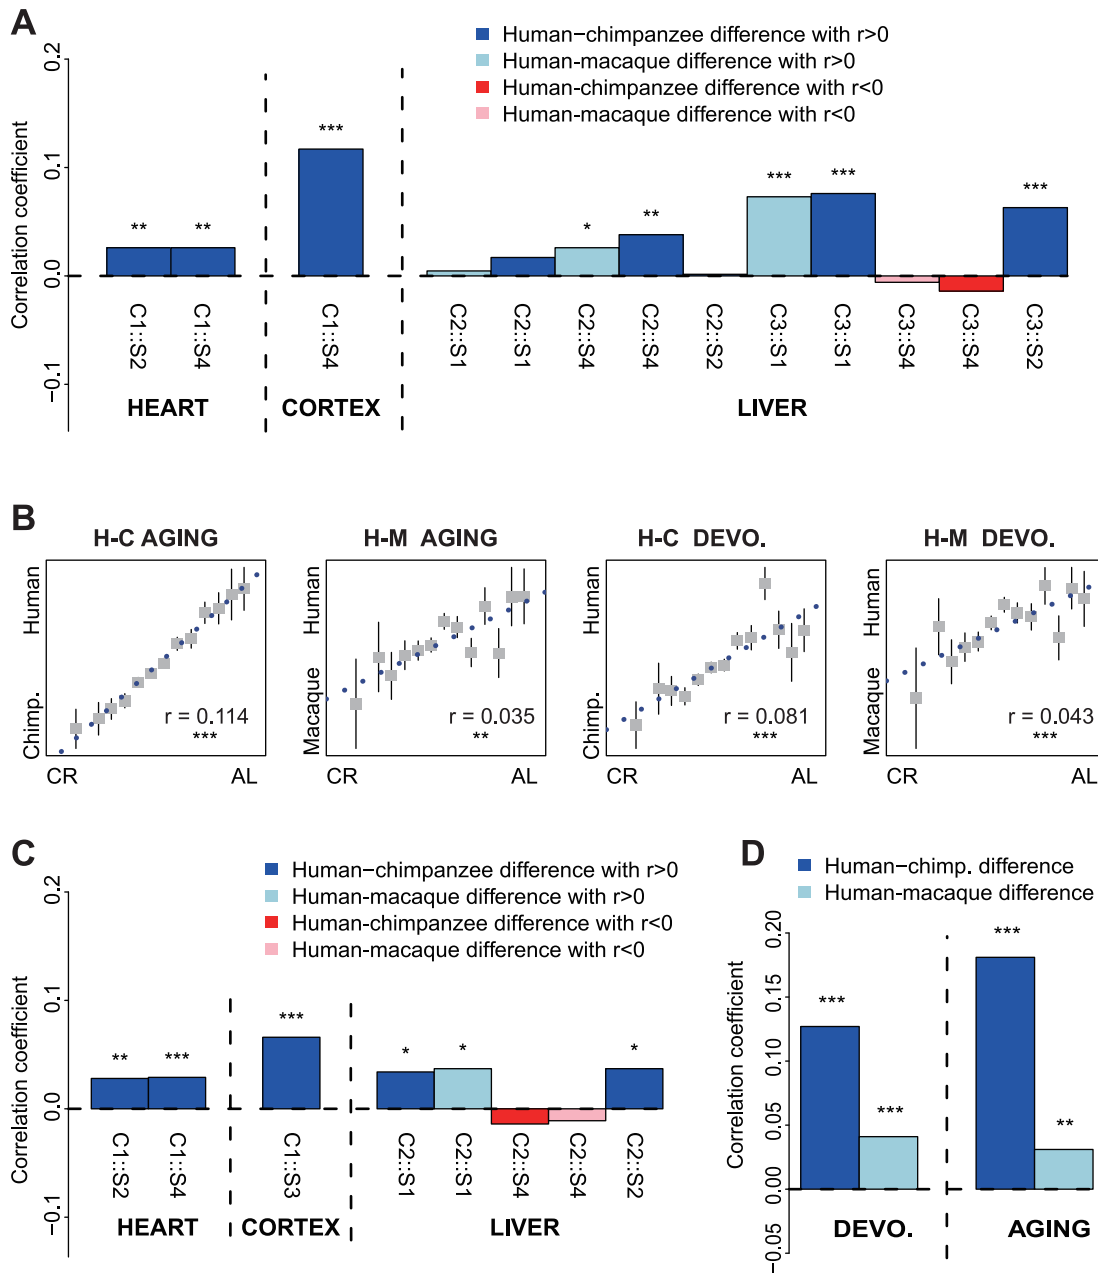 A
Human−chimpanzee difference with r>0
Human-macaque difference with r>0
Human-chimpanzee difference with r<0
Human-macaque difference with r<0
Correlation coefficient
0.2
0.1
0.0
−0.1
** ** *** * ** *** *** ***
C1::S2 C1::S4 C1::S4 C2::S1 C2::S1 C2::S4 C2::S4 C2::S2 C3::S1 C3::S1 C3::S4 C3::S4 C3::S2
HEART CORTEX LIVER
B
H-C AGING
Human
Chimp.
r = 0.114
***
CR AL
H-M AGING
Human
Macaque
r = 0.035
**
CR AL
H-C DEVO.
Human
Chimp.
r = 0.081
***
CR AL
H-M DEVO.
Human
Macaque
r = 0.043
***
CR AL
C
Human−chimpanzee difference with r>0
Human-macaque difference with r>0
Human-chimpanzee difference with r<0
Human-macaque difference with r<0
Correlation coefficient
0.2
0.1
0.0
−0.1
** *** *** * * *
C1::S2 C1::S4 C1::S3 C2::S1 C2::S1 C2::S4 C2::S4 C2::S2
HEART CORTEX LIVER
D
Human−chimp. difference
Human-macaque difference
Correlation coefficient
0.20
0.15
0.10
0.05
0.00
−0.05
*** *** *** **
DEVO. AGING